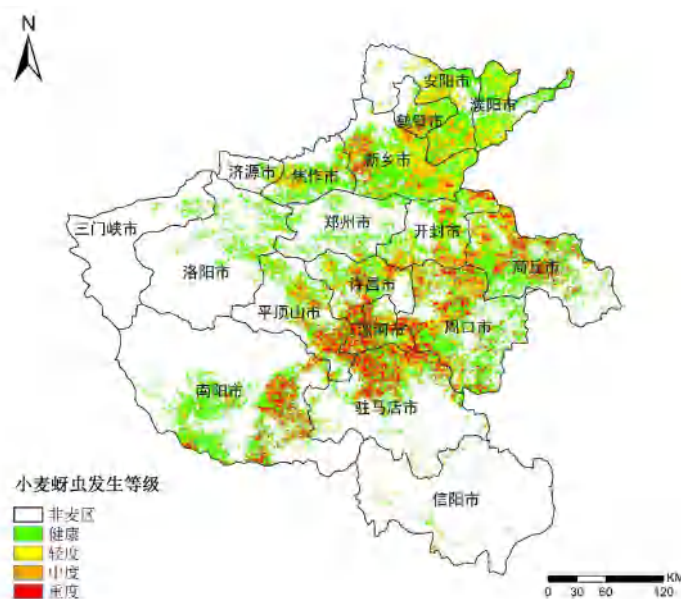 N
安阳市
濮阳市
鹤壁市
新乡市
济源市
焦作市
三门峡市
郑州市
开封市
洛阳市
商丘市
许昌市
平顶山市
漯河市
周口市
南阳市
驻马店市
信阳市
小麦蚜虫发生等级
非麦区
健康
轻度
中度
重度
KM
0 30 60 120